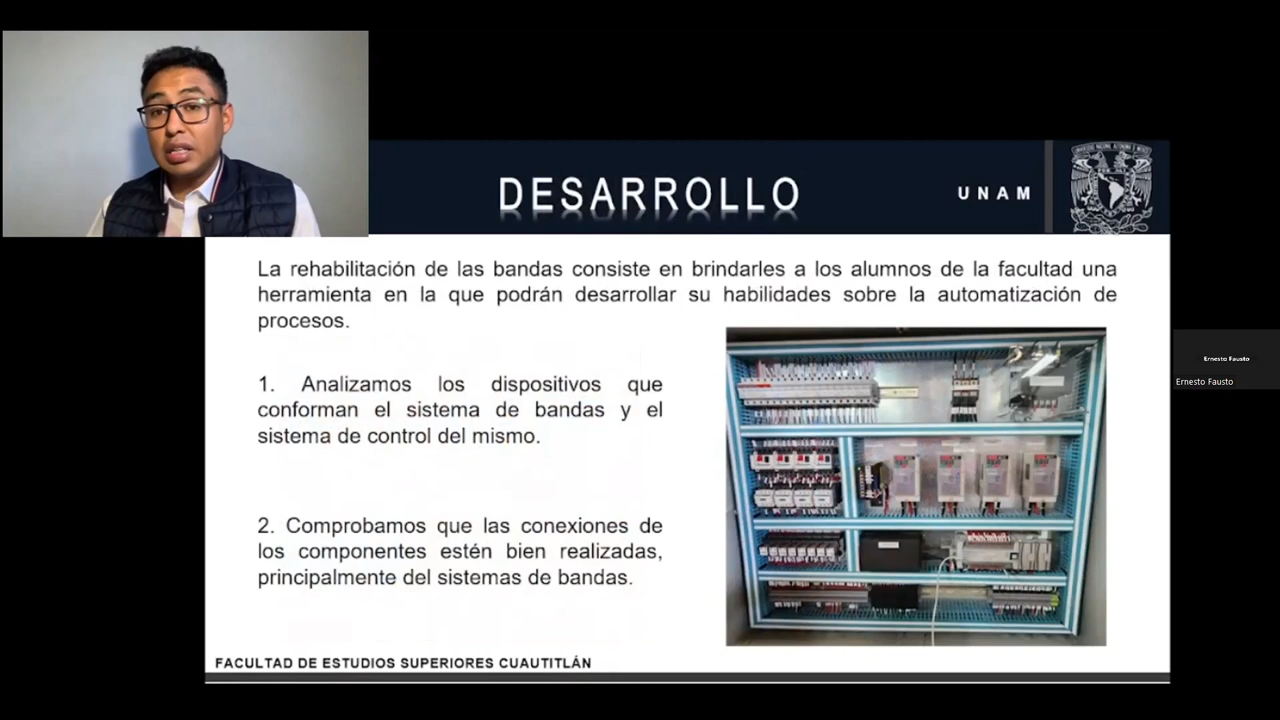 DESARROLLO
UNAM
La rehabilitación de las bandas consiste en brindarles a los alumnos de la facultad una
herramienta en la que podrán desarrollar su habilidades sobre la automatización de
procesos.
1. Analizamos los dispositivos que
conforman el sistema de bandas y el
sistema de control del mismo.
2. Comprobamos que las conexiones de
los componentes estén bien realizadas,
principalmente del sistemas de bandas.
FACULTAD DE ESTUDIOS SUPERIORES CUAUTITLÁN
Ernesto Fausto
Ernesto Fausto